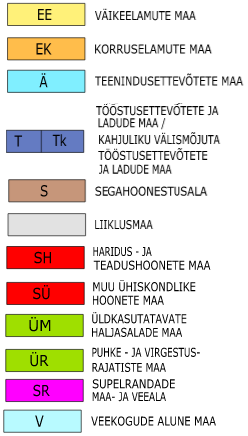 EE VÄIKEELAMUTE MAA
EK KORRUSELAMUTE MAA
Ä TEENINDUSETTEVÕTETE MAA
TÖÖSTUSETTEVÕTETE JA
LADUDE MAA /
T Tk KAHJULIKU VÄLISMÕJUTA
TÖÖSTUSETTEVÕTETE
JA LADUDE MAA
S SEGAHOONESTUSALA
LIIKLUSMAA
SH HARIDUS - JA
TEADUSHOONETE MAA
SÜ MUU ÜHISKONDLIKE
HOONETE MAA
ÜM ÜLDKASUTATAVATE
HALJASALADE MAA
ÜR PUHKE - JA VIRGESTUS-
RAJATISTE MAA
SR SUPELRANDADE
MAA- JA VEEALA
V VEEKOGUDE ALUNE MAA